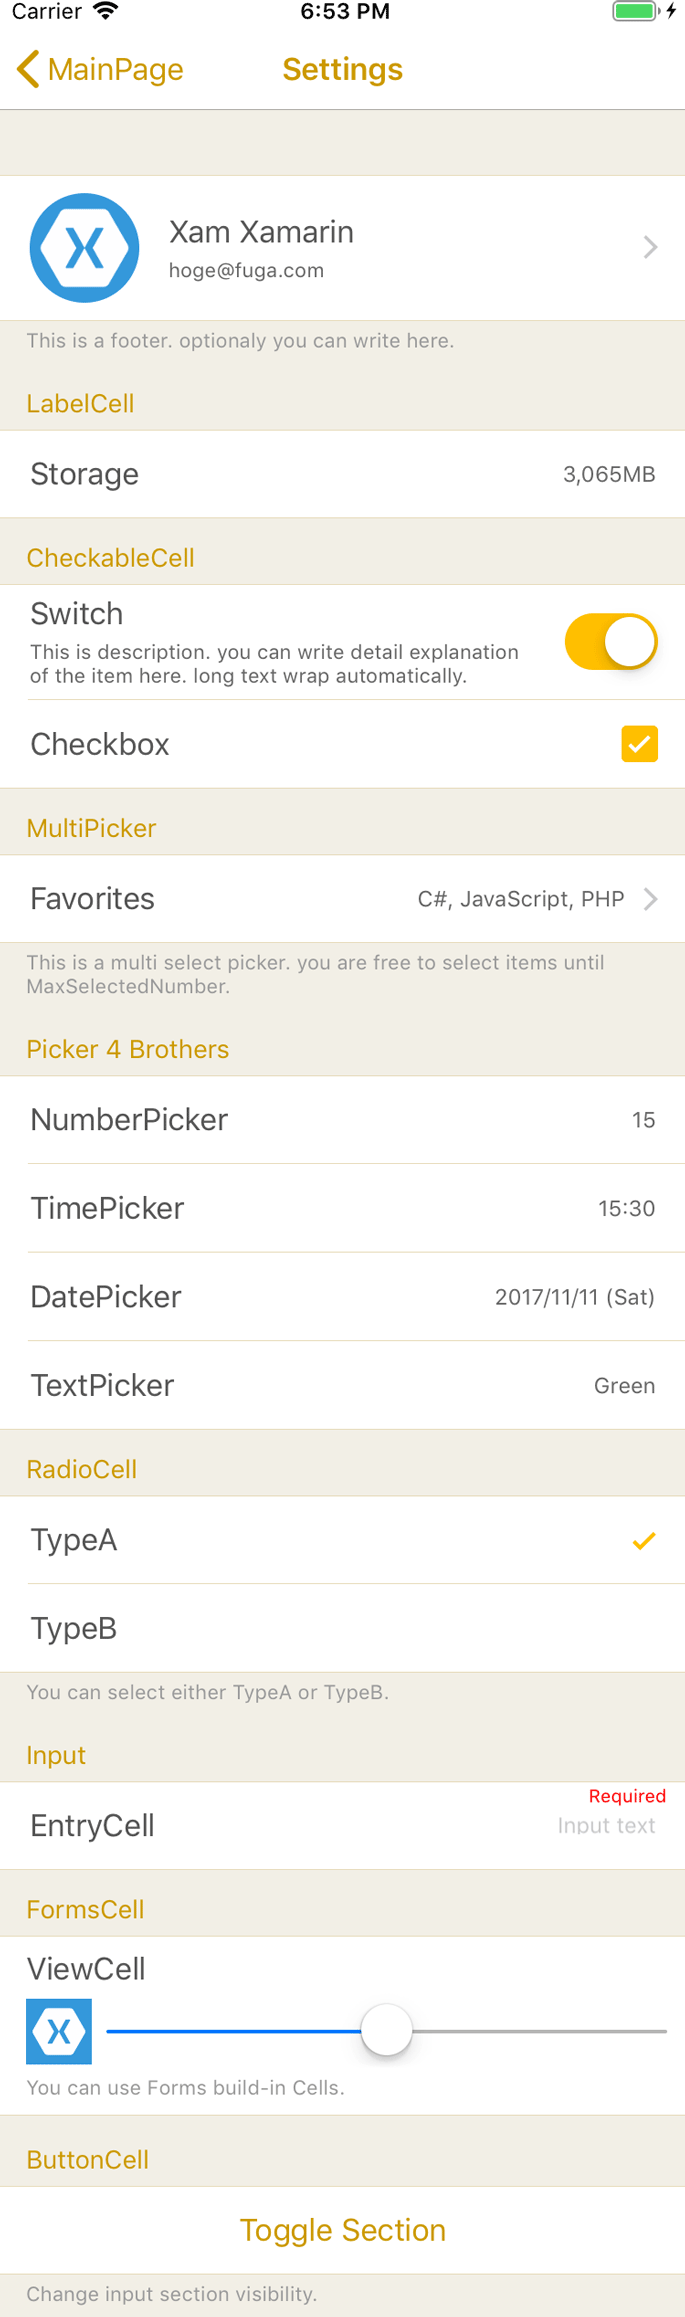 Carrier 6:53 PM
MainPage Settings
Xam Xamarin
hoge@fuga.com
This is a footer. optionaly you can write here.
LabelCell
Storage 3,065MB
CheckableCell
Switch
This is description. you can write detail explanation
of the item here. long text wrap automatically.
Checkbox
MultiPicker
Favorites C#, JavaScript, PHP
This is a multi select picker. you are free to select items until
MaxSelectedNumber.
Picker 4 Brothers
NumberPicker 15
TimePicker 15:30
DatePicker 2017/11/11 (Sat)
TextPicker Green
RadioCell
TypeA
TypeB
You can select either TypeA or TypeB.
Input
Required
EntryCell Input text
FormsCell
ViewCell
You can use Forms build-in Cells.
ButtonCell
Toggle Section
Change input section visibility.